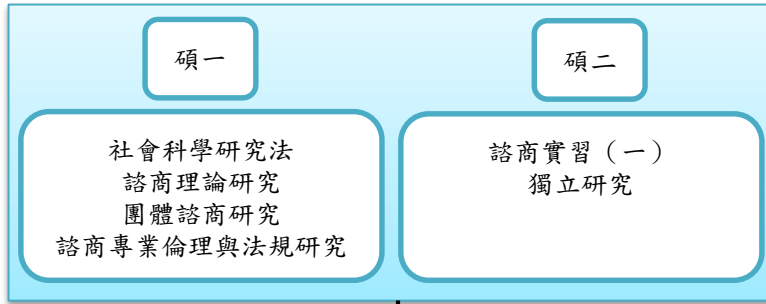 碩一
社會科學研究法
諮商理論研究
團體諮商研究
諮商專業倫理與法規研究
碩二
諮商實習（一）
獨立研究